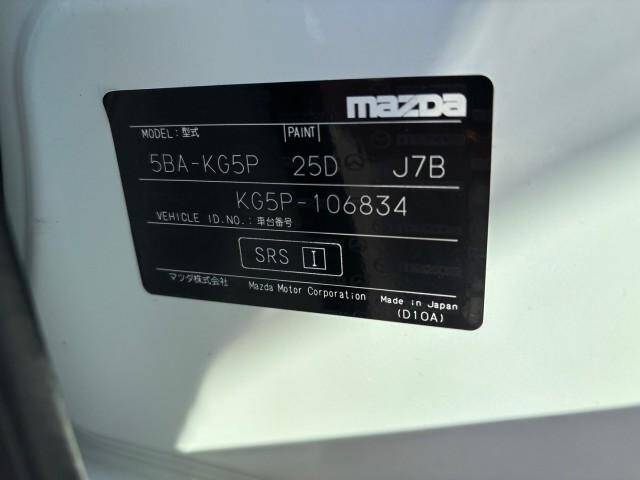 mazda
MODEL: 型式 PAINT
5BA-KG5P 25D J7B
KG5P-106834
VEHICLE ID.NO.: 車台番号
SRS I
マツダ株式会社 Mazda Motor Corporation Made in Japan
(D10A)